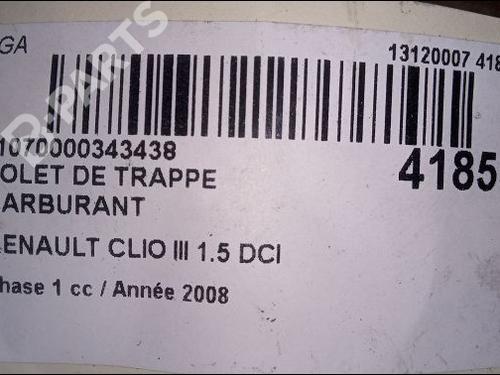 GA
13120007 418
B-PARTS
1070000343438
4185
OLET DE TRAPPE
ARBURANT
ENAULT CLIO III 1.5 DCI
hase 1 cc / Année 2008